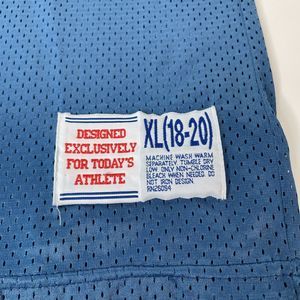 DESIGNED
EXCLUSIVELY
FOR TODAY'S
ATHLETE
XL(18-20)
MACHINE WASH WARM
SEPARATELY. TUMBLE DRY
LOW. ONLY NON-CHLORINE
BLEACH WHEN NEEDED. DO
NOT IRON DESIGN.
RN26094